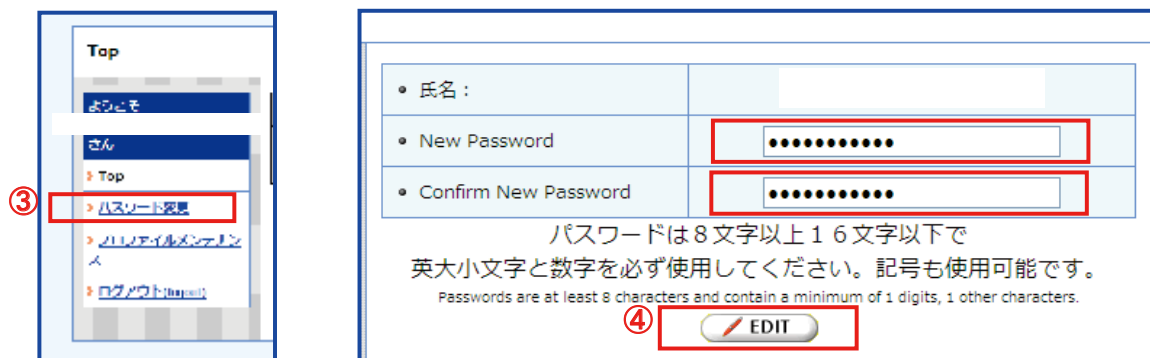 Top
ようこそ
さん
Top
③
パスワード変更
プロファイルメンテナン
ス
ログアウト(logout)
氏名：
New Password
Confirm New Password
パスワードは８文字以上１６文字以下で
英大小文字と数字を必ず使用してください。記号も使用可能です。
Passwords are at least 8 characters and contain a minimum of 1 digits, 1 other characters.
④
EDIT